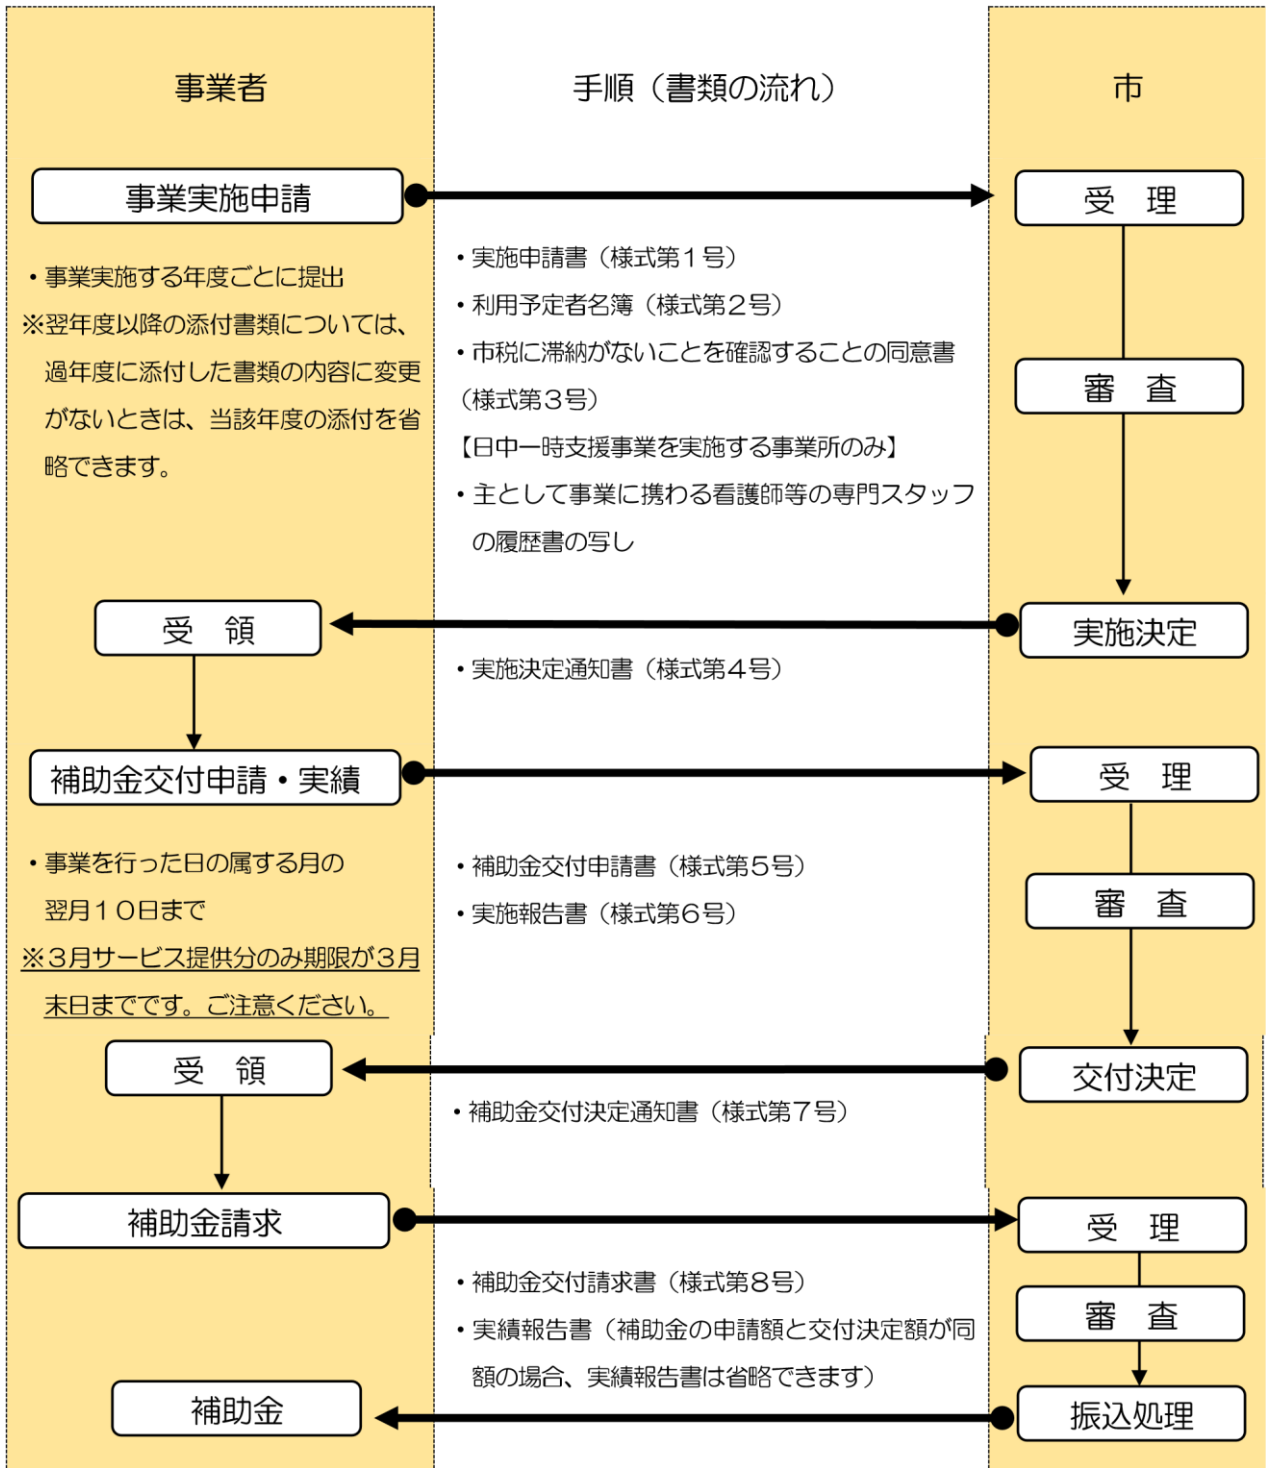 事業者
手順（書類の流れ）
市
事業実施申請
受　理
・事業実施する年度ごとに提出
※翌年度以降の添付書類については、
過年度に添付した書類の内容に変更
がないときは、当該年度の添付を省
略できます。
・実施申請書（様式第１号）
・利用予定者名簿（様式第２号）
・市税に滞納がないことを確認することの同意書
（様式第３号）
【日中一時支援事業を実施する事業所のみ】
・主として事業に携わる看護師等の専門スタッフ
の履歴書の写し
審　査
受　領
実施決定
・実施決定通知書（様式第４号）
補助金交付申請・実績
受　理
・事業を行った日の属する月の
翌月１０日まで
※３月サービス提供分のみ期限が３月
末日までです。ご注意ください。
・補助金交付申請書（様式第５号）
・実施報告書（様式第６号）
審　査
受　領
交付決定
・補助金交付決定通知書（様式第７号）
補助金請求
受　理
・補助金交付請求書（様式第８号）
・実績報告書（補助金の申請額と交付決定額が同
額の場合、実績報告書は省略できます）
審　査
補助金
振込処理